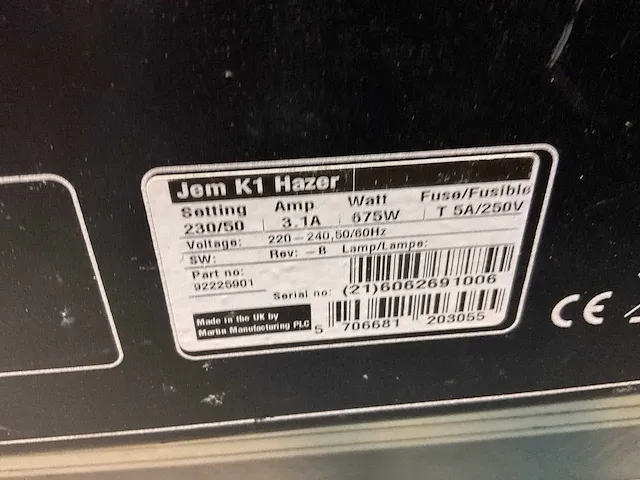 Jem K1 Hazer
Setting Amp Watt Fuse/Fusible
230/50 3,1A 675W T 5A/250V
Voltage: 220-240,50/60Hz
SW: Rev: -B Lamp/Lampe:
Part no:
92225901
Serial no: (21)6062691006
Made in the UK by
Martin Manufacturing PLC
5 706681 203055
CE